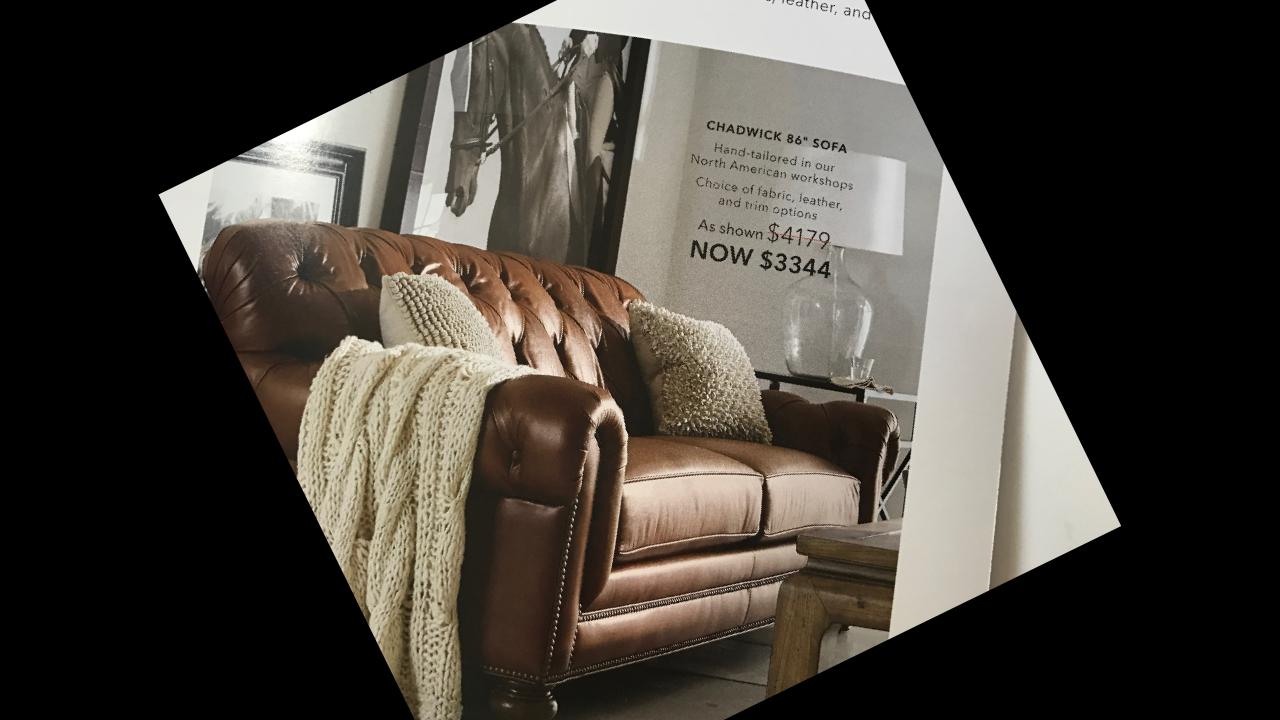 leather, and
CHADWICK 86" SOFA
Hand-tailored in our
North American workshops
Choice of fabric, leather,
and trim options
As shown $4179
NOW $3344